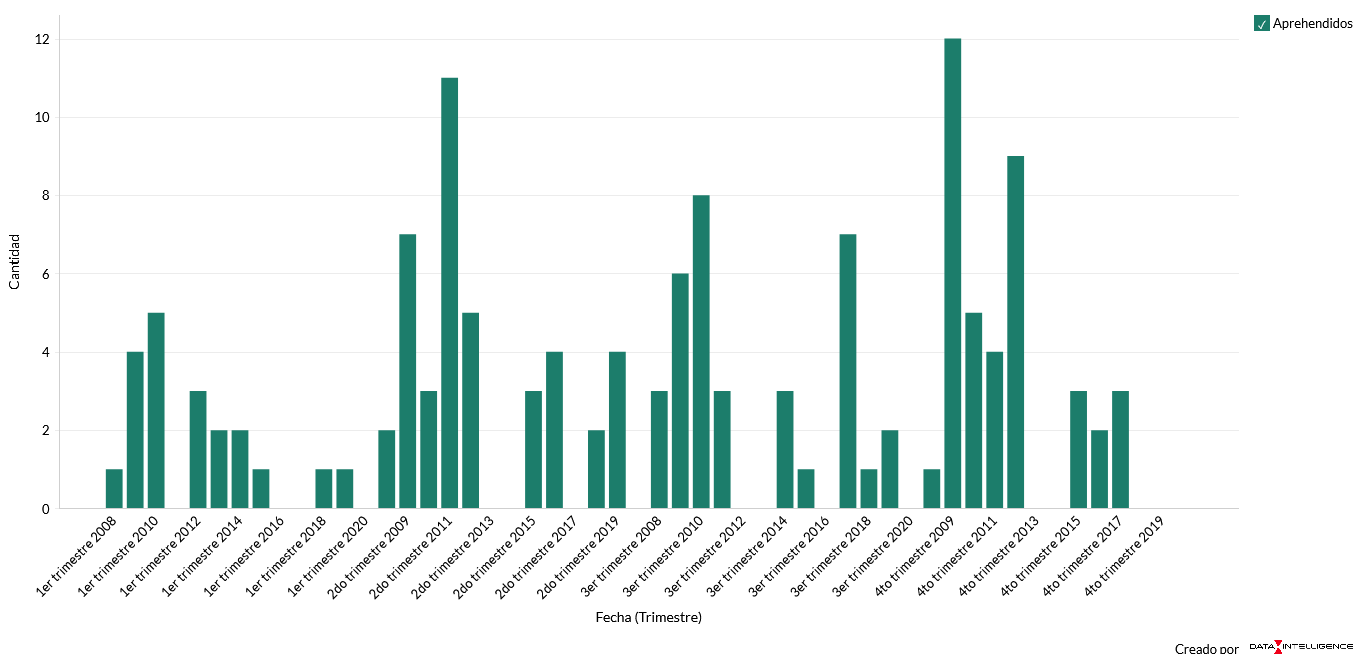 Aprehendidos
12
10
8
6
4
2
0
Cantidad
1er trimestre 2008
1er trimestre 2010
1er trimestre 2012
1er trimestre 2014
1er trimestre 2016
1er trimestre 2018
1er trimestre 2020
2do trimestre 2009
2do trimestre 2011
2do trimestre 2013
2do trimestre 2015
2do trimestre 2017
2do trimestre 2019
3er trimestre 2008
3er trimestre 2010
3er trimestre 2012
3er trimestre 2014
3er trimestre 2016
3er trimestre 2018
3er trimestre 2020
4to trimestre 2009
4to trimestre 2011
4to trimestre 2013
4to trimestre 2015
4to trimestre 2017
4to trimestre 2019
Fecha (Trimestre)
Creado por DATA INTELLIGENCE